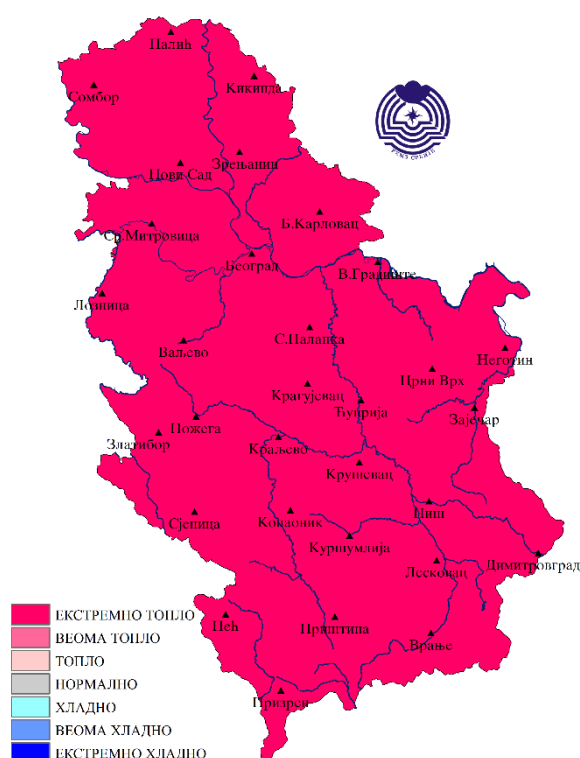 Палић
Кикинда
Сомбор
Зрењанин
Нови Сад
Б.Карловац
Ср.Митровица
Београд
В.Градиште
Лозница
С.Паланка
Ваљево
Неготин
Црни Врх
Крагујевац
Ћуприја
Зајечар
Пожега
Златибор
Краљево
Крушевац
Ниш
Сјеница
Копаоник
Куршумлија
Димитровград
Лесковац
Пећ
Приштина
Врање
Призрен
ЕКСТРЕМНО ТОПЛО
ВЕОМА ТОПЛО
ТОПЛО
НОРМАЛНО
ХЛАДНО
ВЕОМА ХЛАДНО
ЕКСТРЕМНО ХЛАДНО